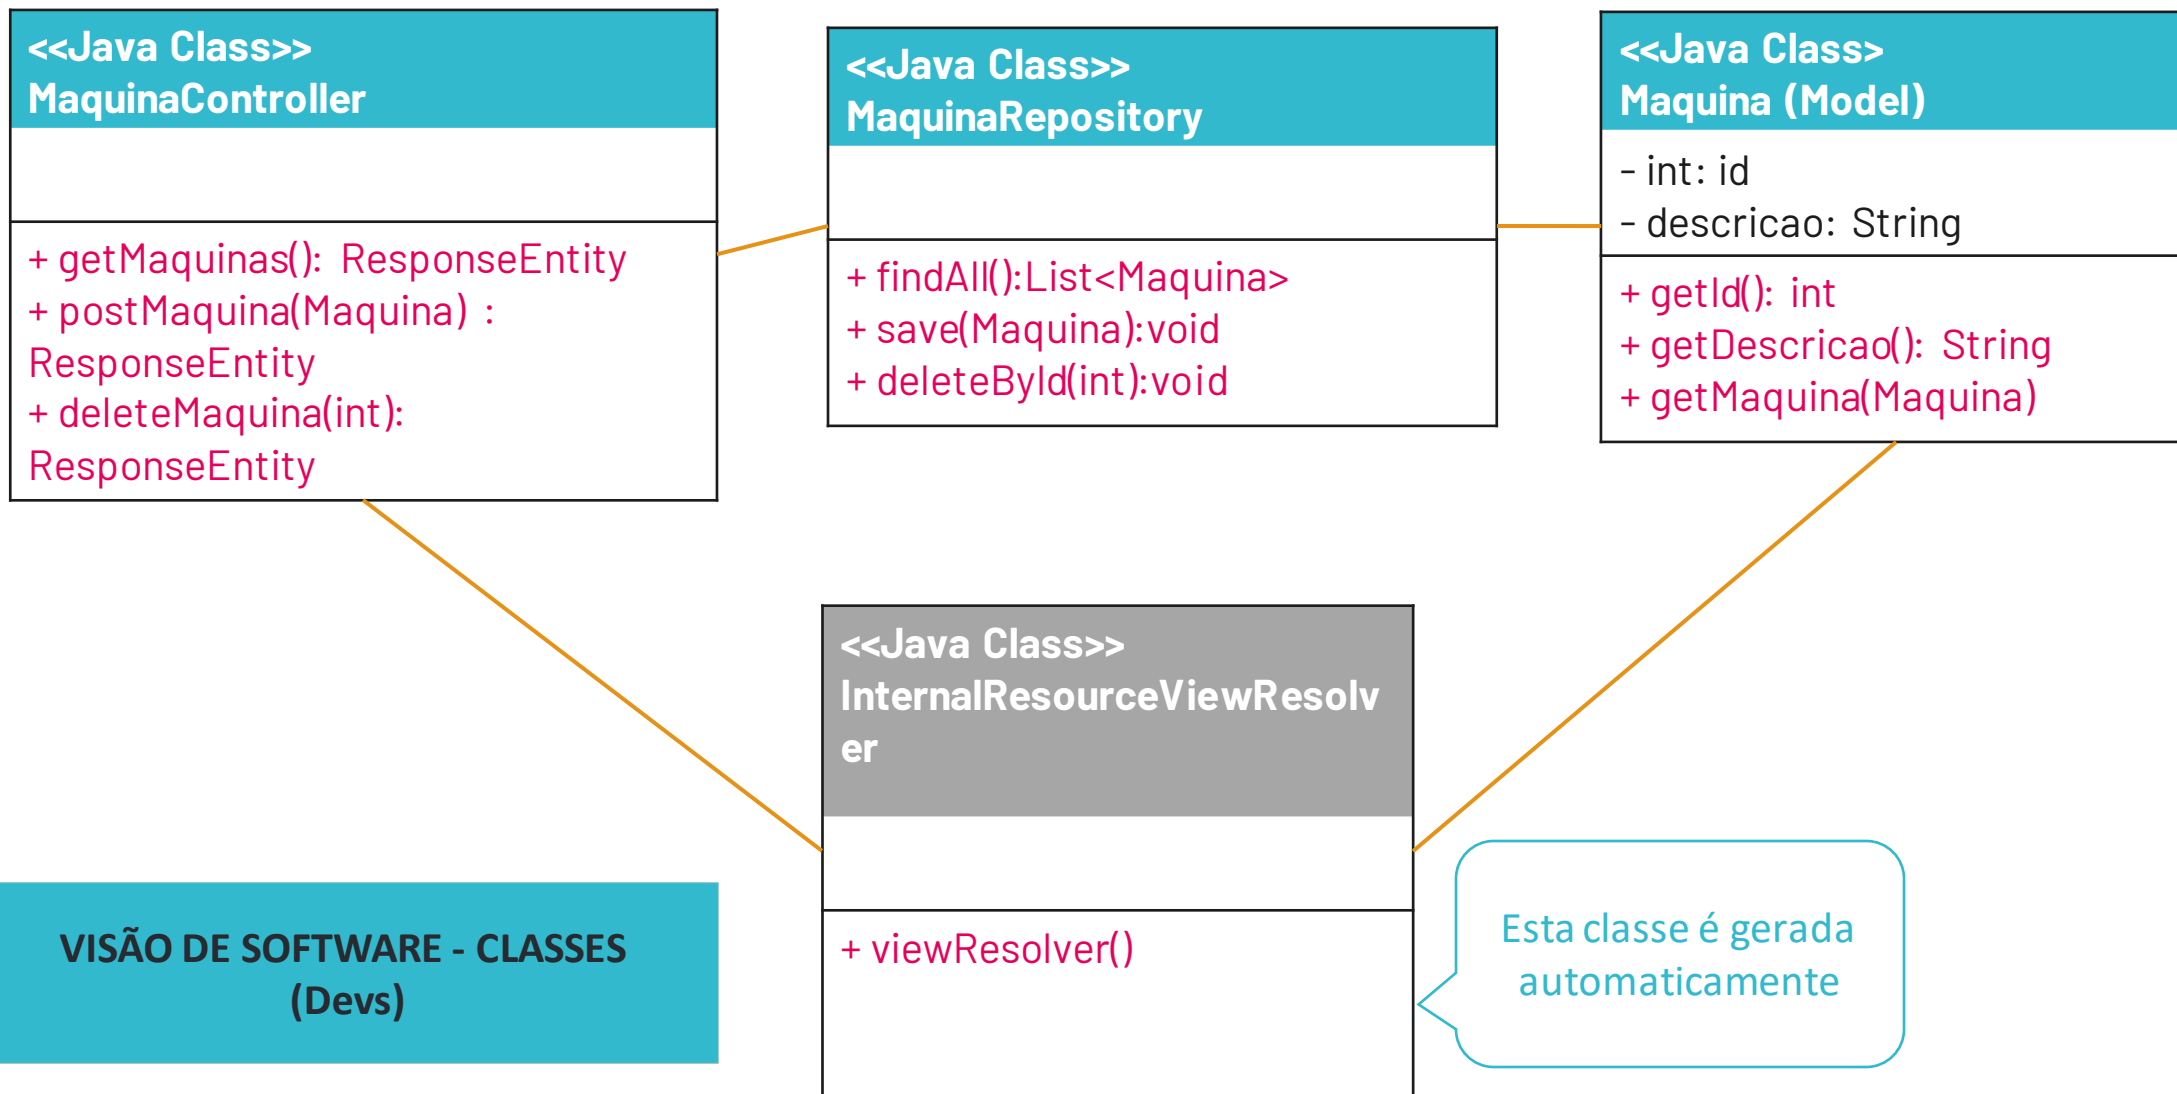 <<Java Class>>
MaquinaController
+ getMaquinas(): ResponseEntity
+ postMaquina(Maquina) :
ResponseEntity
+ deleteMaquina(int):
ResponseEntity
<<Java Class>>
MaquinaRepository
+ findAll():List<Maquina>
+ save(Maquina):void
+ deleteById(int):void
<<Java Class>
Maquina (Model)
- int: id
- descricao: String
+ getId(): int
+ getDescricao(): String
+ getMaquina(Maquina)
<<Java Class>>
InternalResourceViewResolv
er
+ viewResolver()
Esta classe é gerada
automaticamente
VISÃO DE SOFTWARE - CLASSES
(Devs)